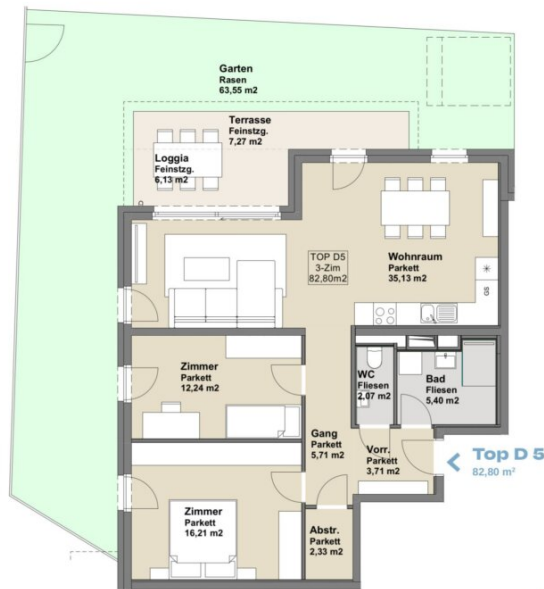 Garten
Rasen
63,55 m2
Terrasse
Feinstzg.
7,27 m2
Loggia
Feinstzg.
6,13 m2
TOP D5
3-Zim
82,80m2
Wohnraum
Parkett
35,13 m2
GS
Zimmer
Parkett
12,24 m2
WC
Fliesen
2,07 m2
Bad
Fliesen
5,40 m2
Gang
Parkett
5,71 m2
Vorr.
Parkett
3,71 m2
Top D 5
82,80 m²
Zimmer
Parkett
16,21 m2
Abstr.
Parkett
2,33 m2